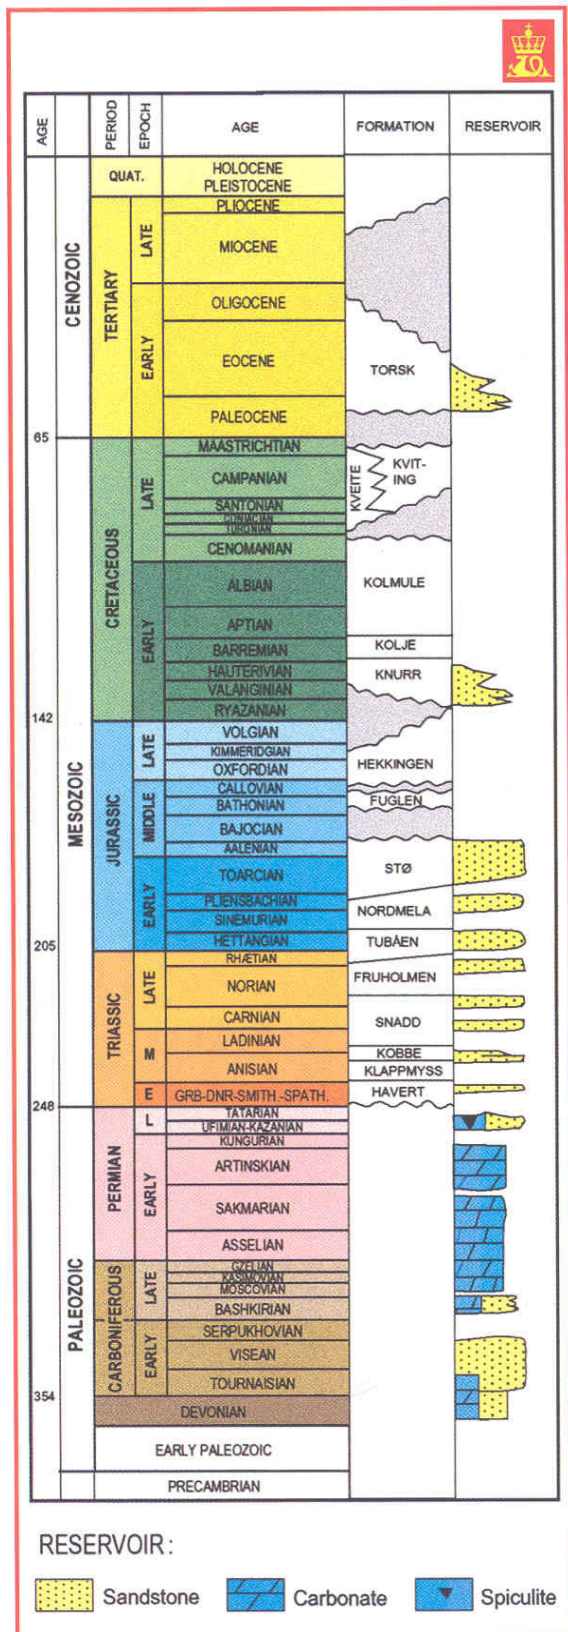 AGE
PERIOD
EPOCH
AGE
FORMATION
RESERVOIR
CENOZOIC
MESOZOIC
PALEOZOIC
65
142
205
248
354
QUAT.
TERTIARY
CRETACEOUS
JURASSIC
TRIASSIC
PERMIAN
CARBONIFEROUS
LATE
EARLY
LATE
EARLY
LATE
MIDDLE
EARLY
LATE
M
E
L
EARLY
LATE
EARLY
HOLOCENE
PLEISTOCENE
PLIOCENE
MIOCENE
OLIGOCENE
EOCENE
PALEOCENE
MAASTRICHTIAN
CAMPANIAN
SANTONIAN
CONIACIAN
TURONIAN
CENOMANIAN
ALBIAN
APTIAN
BARREMIAN
HAUTERIVIAN
VALANGINIAN
RYAZANIAN
VOLGIAN
KIMMERIDGIAN
OXFORDIAN
CALLOVIAN
BATHONIAN
BAJOCIAN
AALENIAN
TOARCIAN
PLIENSBACHIAN
SINEMURIAN
HETTANGIAN
RHÆTIAN
NORIAN
CARNIAN
LADINIAN
ANISIAN
GRB-DNR-SMITH.-SPATH.
TATARIAN
UFIMIAN-KAZANIAN
KUNGURIAN
ARTINSKIAN
SAKMARIAN
ASSELIAN
GZELIAN
KASIMOVIAN
MOSCOVIAN
BASHKIRIAN
SERPUKHOVIAN
VISEAN
TOURNAISIAN
DEVONIAN
EARLY PALEOZOIC
PRECAMBRIAN
TORSK
KVEITE
KVIT-
ING
KOLMULE
KOLJE
KNURR
HEKKINGEN
FUGLEN
STØ
NORDMELA
TUBÅEN
FRUHOLMEN
SNADD
KOBBE
KLAPPMYSS
HAVERT
RESERVOIR:
Sandstone
Carbonate
Spiculite